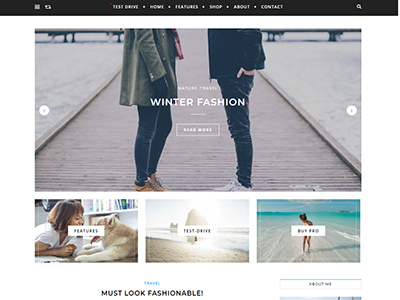 TEST DRIVE HOME FEATURES SHOP ABOUT CONTACT
NATURE, TRAVEL
WINTER FASHION
READ MORE
FEATURES TEST-DRIVE BUY PRO
TRAVEL
MUST LOOK FASHIONABLE!
ABOUT ME